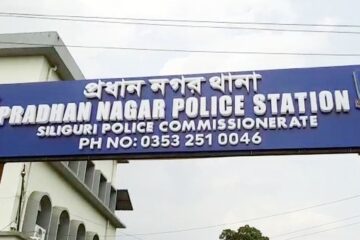 প্রধান নগর থানা
PRADHAN NAGAR POLICE STATION
SILIGURI POLICE COMMISSIONERATE
PH NO: 0353 251 0046